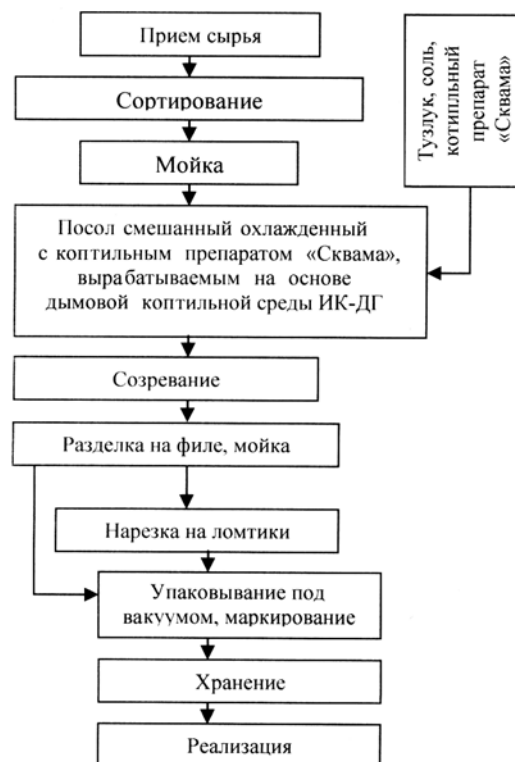 Прием сырья
Сортирование
Мойка
Тузлук, соль,
котипльный
препарат
«Сквама»
Посол смешанный охлажденный
с коптильным препаратом «Сквама»,
вырабатываемым на основе
дымовой коптильной среды ИК-ДГ
Созревание
Разделка на филе, мойка
Нарезка на ломтики
Упаковывание под
вакуумом, маркирование
Хранение
Реализация